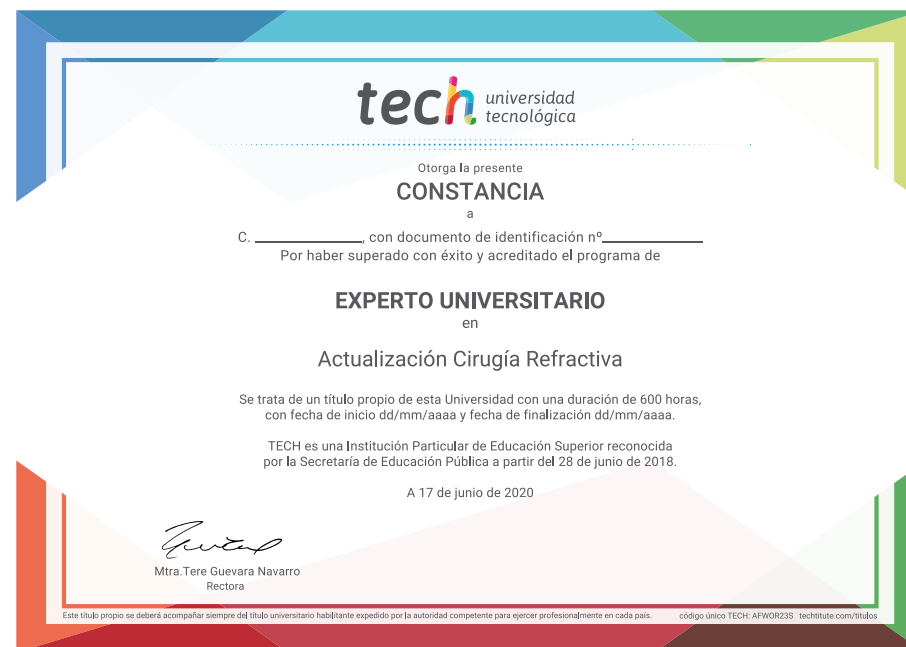 tech universidad
tecnológica
Otorga la presente
CONSTANCIA
a
C. ______________, con documento de identificación nº_____________
Por haber superado con éxito y acreditado el programa de
EXPERTO UNIVERSITARIO
en
Actualización Cirugía Refractiva
Se trata de un título propio de esta Universidad con una duración de 600 horas,
con fecha de inicio dd/mm/aaaa y fecha de finalización dd/mm/aaaa.
TECH es una Institución Particular de Educación Superior reconocida
por la Secretaría de Educación Pública a partir del 28 de junio de 2018.
A 17 de junio de 2020
Mtra.Tere Guevara Navarro
Rectora
Este título propio se deberá acompañar siempre del título universitario habilitante expedido por la autoridad competente para ejercer profesionalmente en cada país. código único TECH: AFWOR23S techtitute.com/titulos